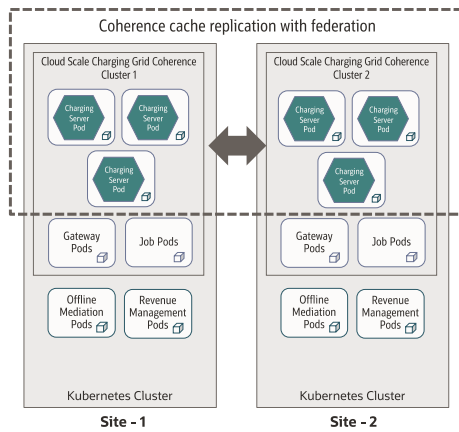 Coherence cache replication with federation
Cloud Scale Charging Grid Coherence
Cluster 1
Charging
Server
Pod
Charging
Server
Pod
Charging
Server
Pod
Gateway
Pods
Job Pods
Offline
Mediation
Pods
Revenue
Management
Pods
Kubernetes Cluster
Site - 1
Cloud Scale Charging Grid Coherence
Cluster 2
Charging
Server
Pod
Charging
Server
Pod
Charging
Server
Pod
Gateway
Pods
Job Pods
Offline
Mediation
Pods
Revenue
Management
Pods
Kubernetes Cluster
Site - 2